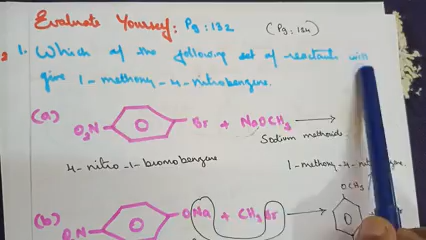 Evaluate Yourself: Pg:132 (Pg:134)
? 1. Which of the following set of reactants will
give 1-methoxy-4-nitrobenzene.
(a) O₂N Br + NaOCH₃
Sodium methoxide.
4-nitro-1-bromobenzene
1-methoxy-4-nitrobenzene.
OCH₃
(b) O₂N ONa + CH₃Br